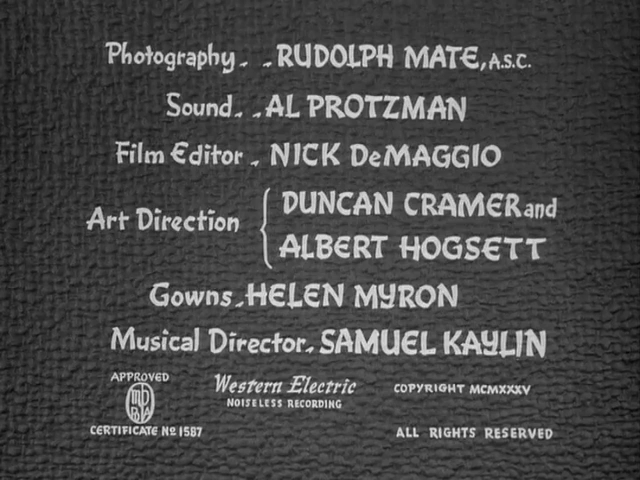 Photography. . RUDOLPH MATE, A.S.C.
Sound. . AL PROTZMAN
Film Editor . NICK DeMAGGIO
Art Direction { DUNCAN CRAMER and
ALBERT HOGSETT
Gowns . HELEN MYRON
Musical Director. SAMUEL KAYLIN
APPROVED
MPPDA
CERTIFICATE No 1587
Western Electric
NOISELESS RECORDING
COPYRIGHT MCMXXXV
ALL RIGHTS RESERVED